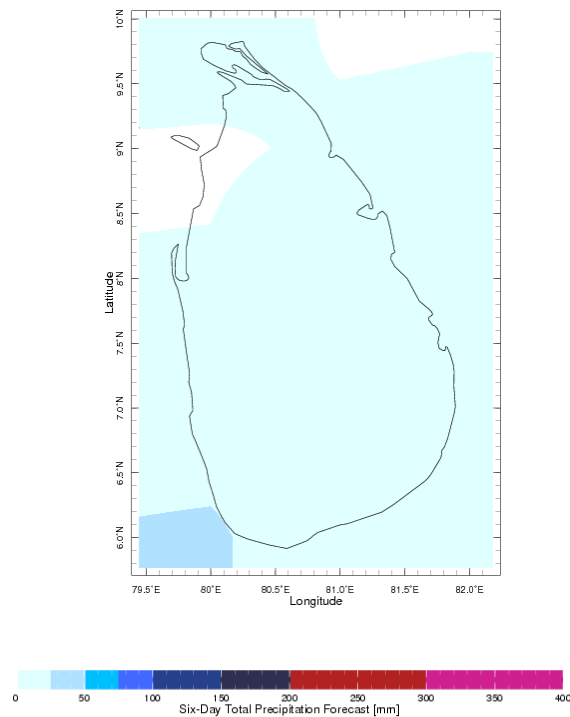 10°N
9.5°N
9°N
8.5°N
8°N
7.5°N
7.0°N
6.5°N
6.0°N
Latitude
79.5°E 80°E 80.5°E 81.0°E 81.5°E 82.0°E
Longitude
0 50 100 150 200 250 300 350 400
Six-Day Total Precipitation Forecast [mm]